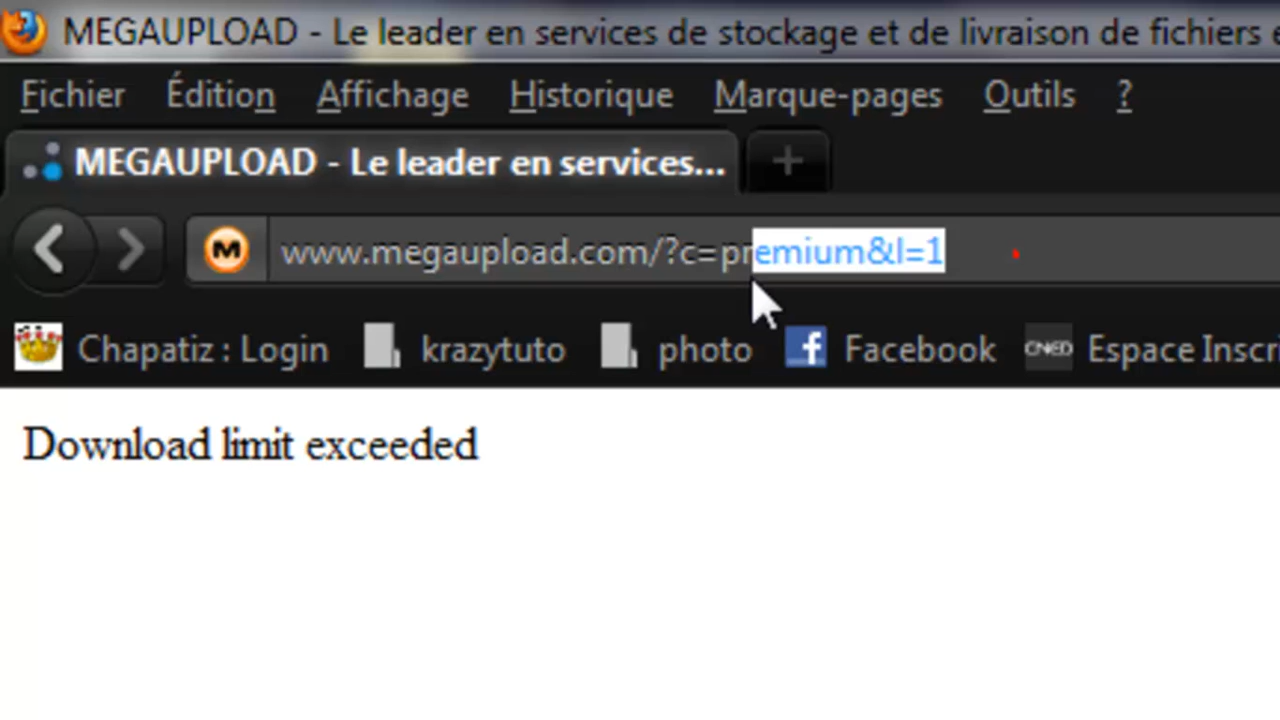 MEGAUPLOAD - Le leader en services de stockage et de livraison de fichiers e
Fichier Édition Affichage Historique Marque-pages Outils ?
MEGAUPLOAD - Le leader en services... +
M www.megaupload.com/?c=premium&l=1
Chapatiz : Login krazytuto photo f Facebook CNED Espace Inscri
Download limit exceeded